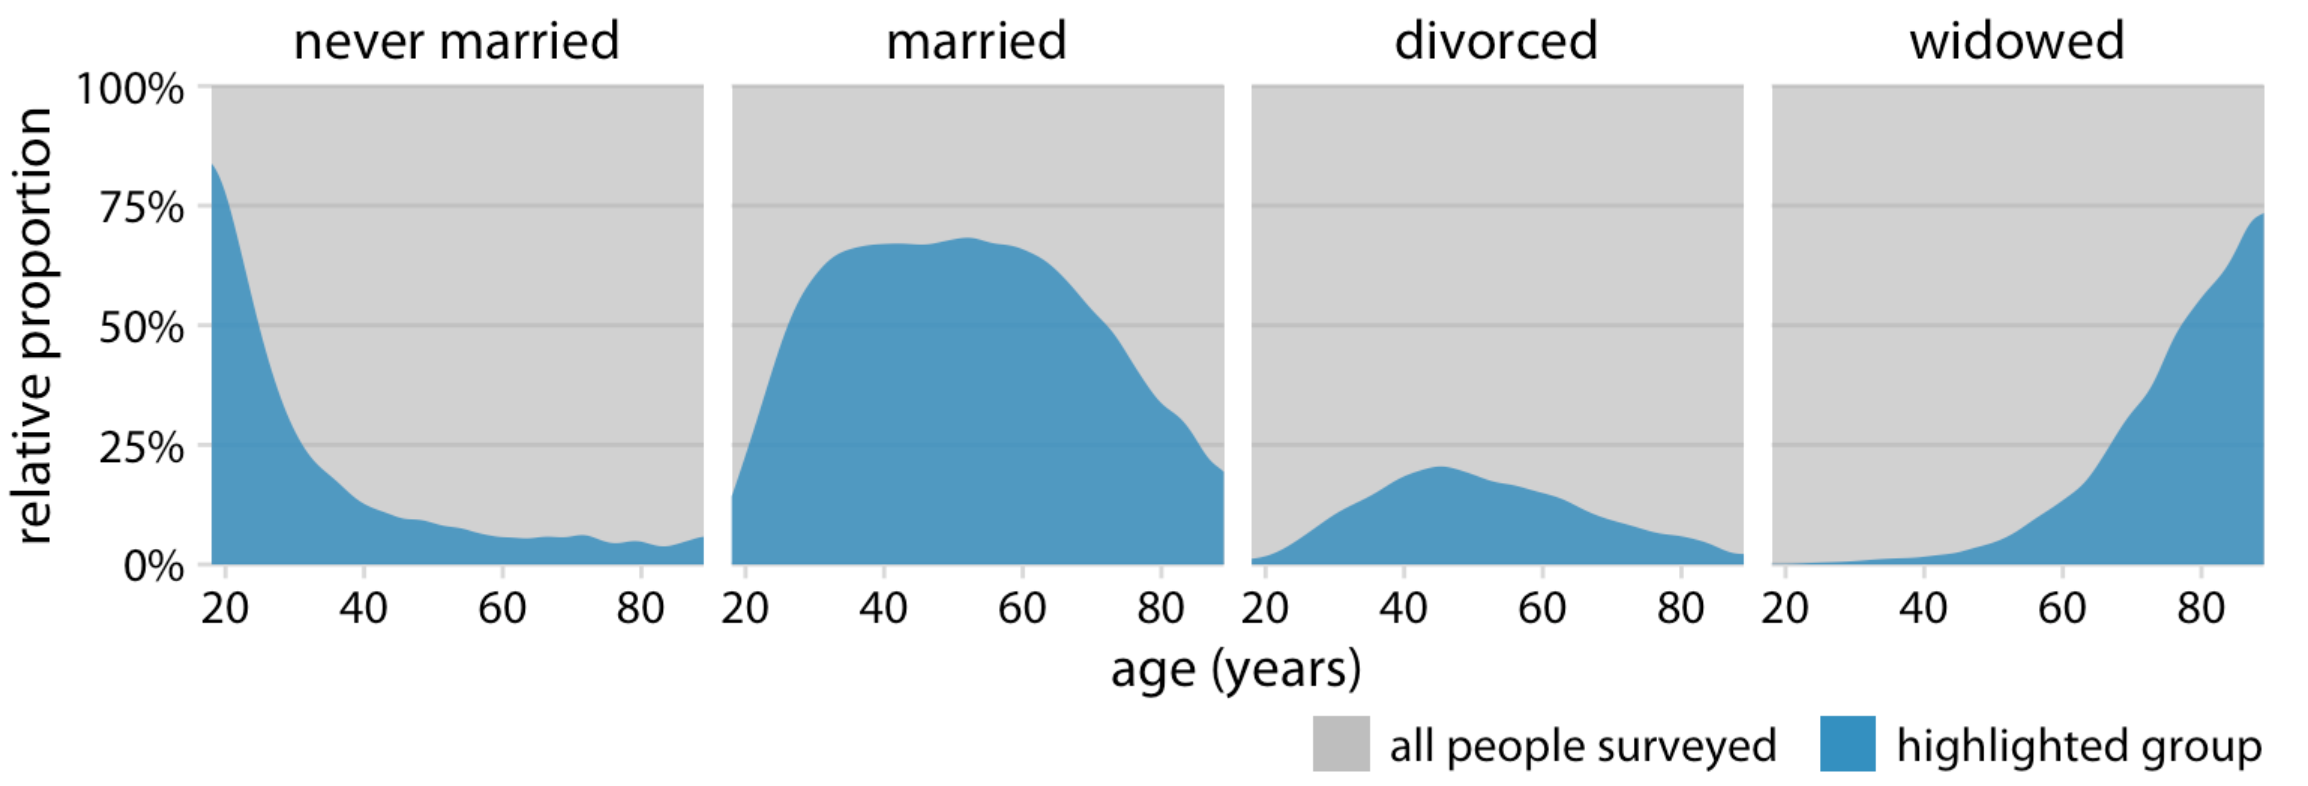 never married married divorced widowed
100%
75%
50%
25%
0%
relative proportion
20 40 60 80 20 40 60 80 20 40 60 80 20 40 60 80
age (years)
all people surveyed highlighted group